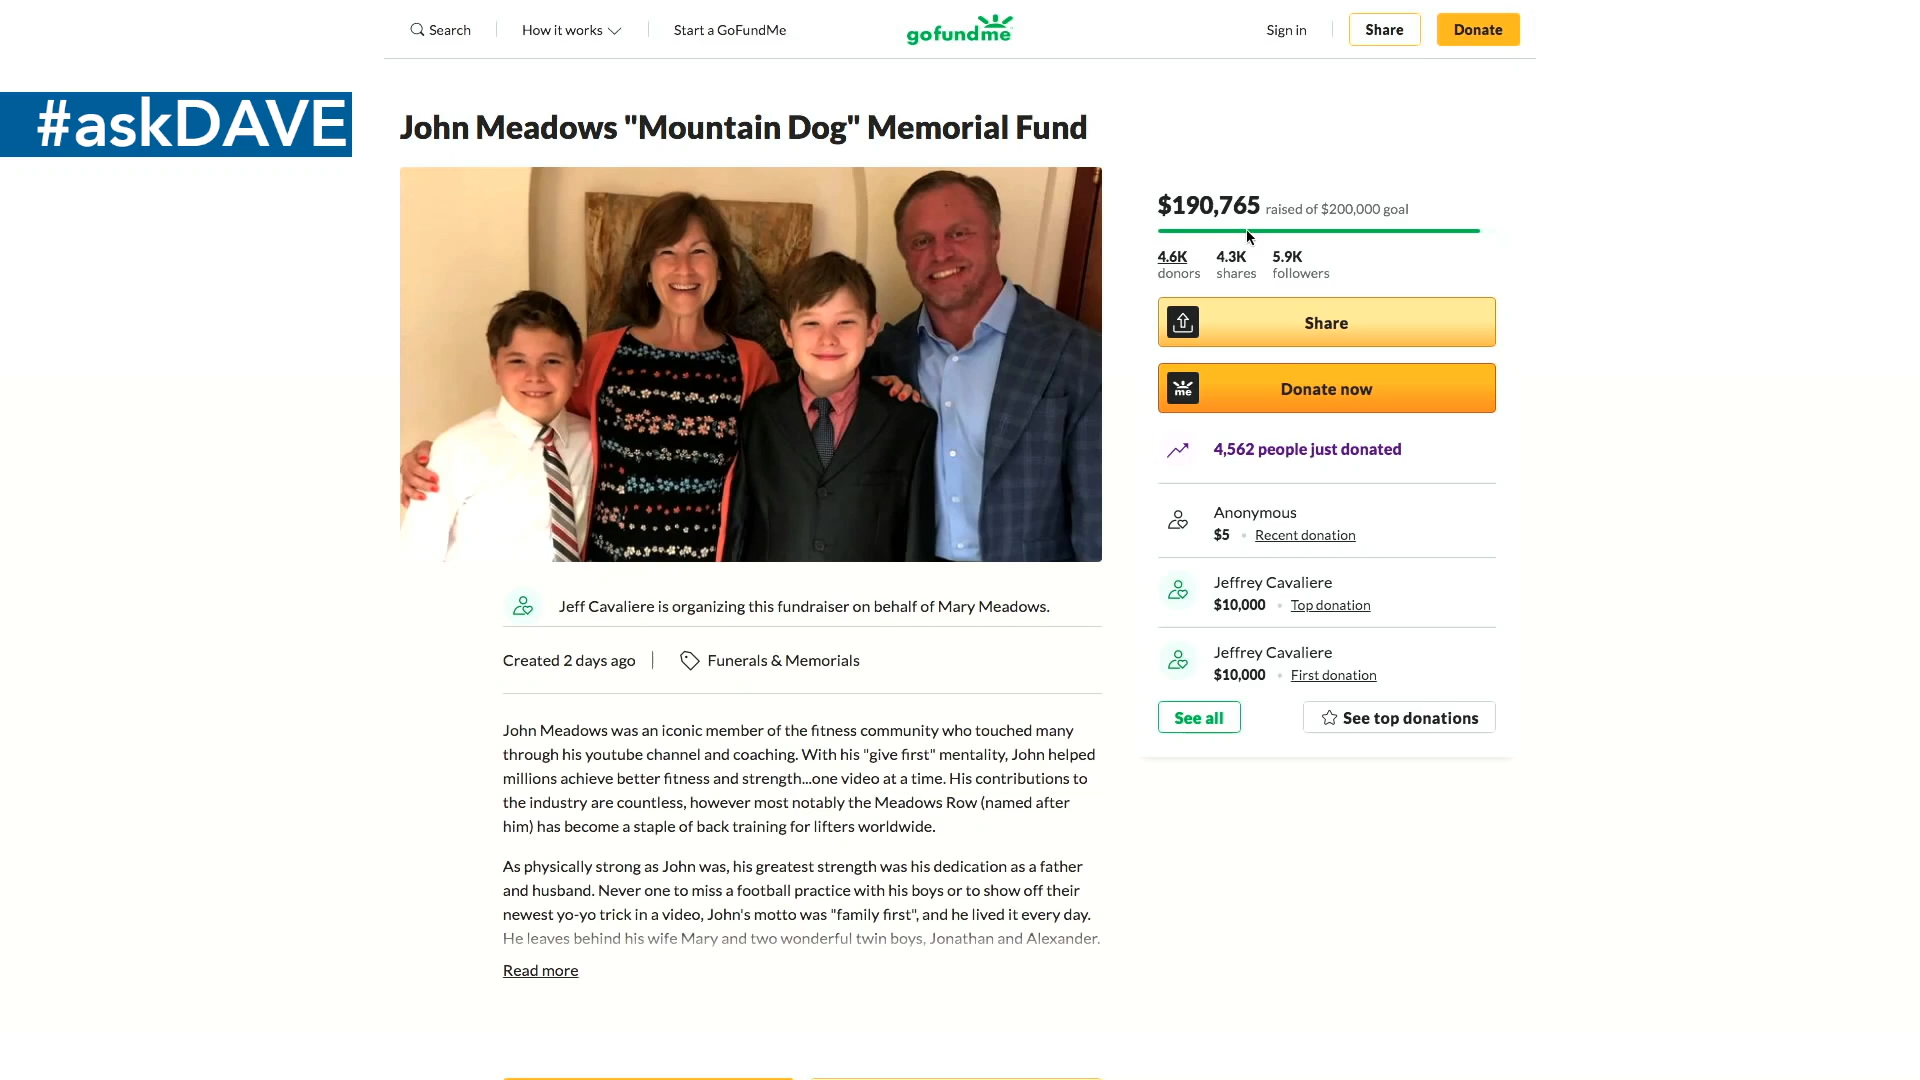 Search
How it works
Start a GoFundMe
gofundme
Sign in
Share
Donate
#askDAVE
John Meadows "Mountain Dog" Memorial Fund
$190,765 raised of $200,000 goal
4.6K 4.3K 5.9K
donors shares followers
Share
me
Donate now
4,562 people just donated
Anonymous
$5 • Recent donation
Jeffrey Cavaliere
$10,000 • Top donation
Jeffrey Cavaliere
$10,000 • First donation
See all
See top donations
Jeff Cavaliere is organizing this fundraiser on behalf of Mary Meadows.
Created 2 days ago
Funerals & Memorials
John Meadows was an iconic member of the fitness community who touched many
through his youtube channel and coaching. With his "give first" mentality, John helped
millions achieve better fitness and strength...one video at a time. His contributions to
the industry are countless, however most notably the Meadows Row (named after
him) has become a staple of back training for lifters worldwide.
As physically strong as John was, his greatest strength was his dedication as a father
and husband. Never one to miss a football practice with his boys or to show off their
newest yo-yo trick in a video, John's motto was "family first", and he lived it every day.
He leaves behind his wife Mary and two wonderful twin boys, Jonathan and Alexander.
Read more